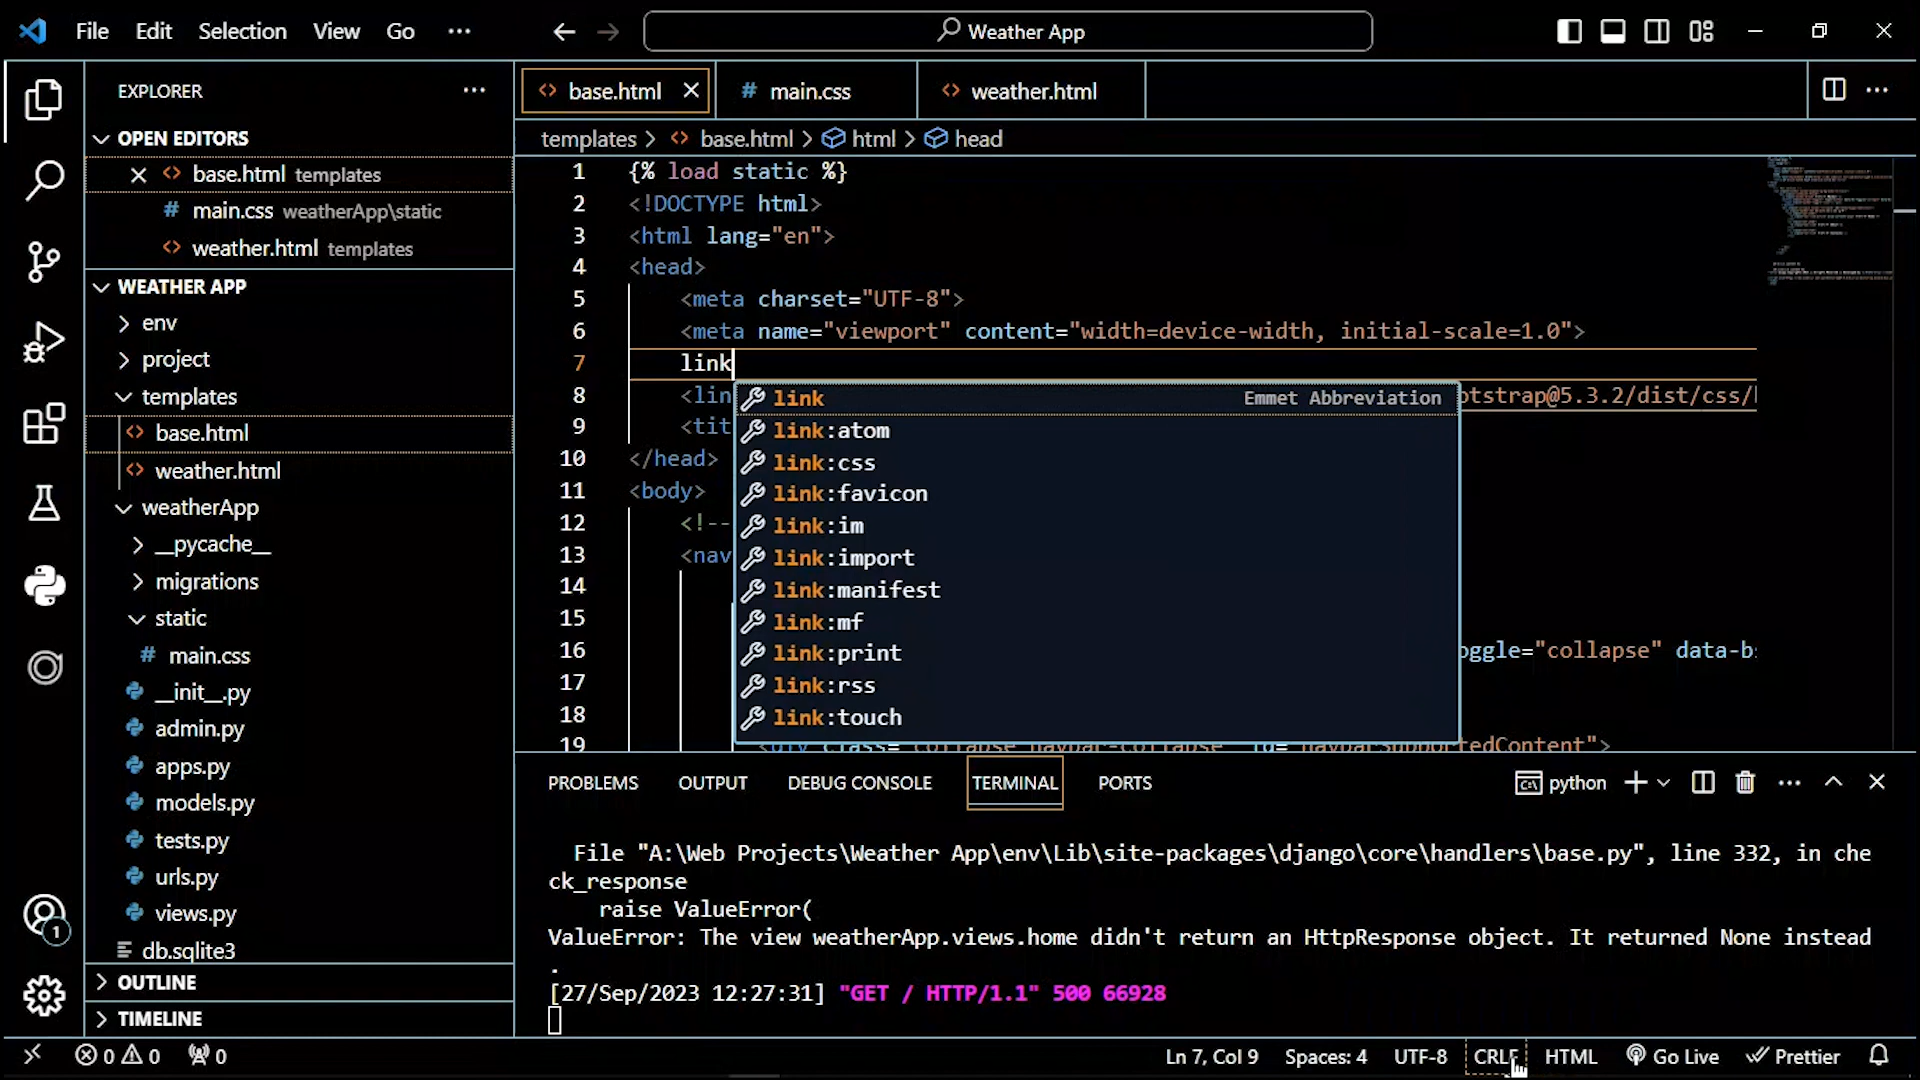 File Edit Selection View Go ··· Weather App
EXPLORER ···
OPEN EDITORS
base.html templates
main.css weatherApp\static
weather.html templates
WEATHER APP
env
project
templates
base.html
weather.html
weatherApp
__pycache__
migrations
static
main.css
__init__.py
admin.py
apps.py
models.py
tests.py
urls.py
views.py
db.sqlite3
OUTLINE
TIMELINE
base.html main.css weather.html
templates > base.html > html > head
1 {% load static %}
2 <!DOCTYPE html>
3 <html lang="en">
4 <head>
5 <meta charset="UTF-8">
6 <meta name="viewport" content="width=device-width, initial-scale=1.0">
7 link
8 <lin otstrap@5.3.2/dist/css/
9 <tit
10 </head>
11 <body>
12 <!--
13 <nav
14
15
16 oggle="collapse" data-bs
17
18
19 <div class="collapse navbar-collapse" id="navbarSupportedContent">
link Emmet Abbreviation
link:atom
link:css
link:favicon
link:im
link:import
link:manifest
link:mf
link:print
link:rss
link:touch
PROBLEMS OUTPUT DEBUG CONSOLE TERMINAL PORTS python
File "A:\Web Projects\Weather App\env\Lib\site-packages\django\core\handlers\base.py", line 332, in che
ck_response
raise ValueError(
ValueError: The view weatherApp.views.home didn't return an HttpResponse object. It returned None instead
.
[27/Sep/2023 12:27:31] "GET / HTTP/1.1" 500 66928
0 0 0 Ln 7, Col 9 Spaces: 4 UTF-8 CRLF HTML Go Live Prettier
1